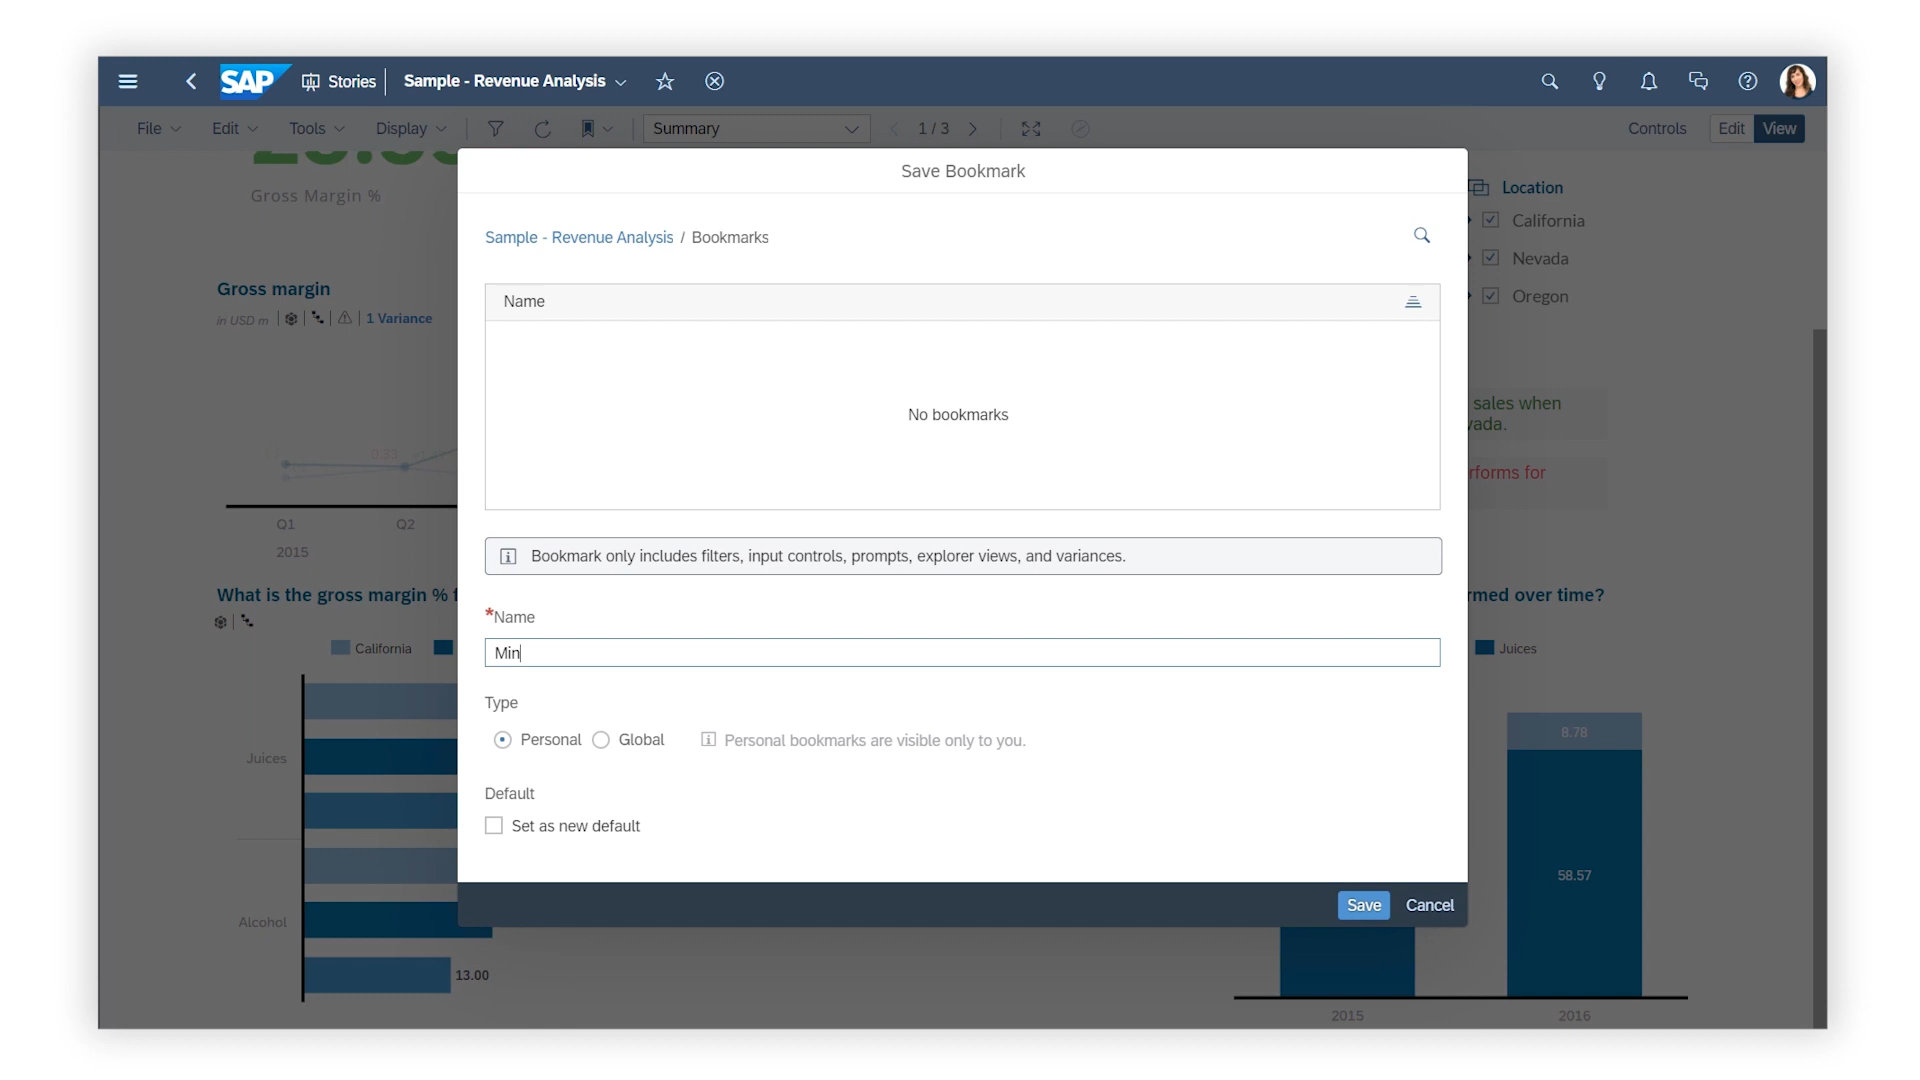 SAP Stories Sample - Revenue Analysis
File Edit Tools Display Summary 1 / 3 Controls Edit View
Gross Margin %
Gross margin
in USD m 1 Variance
0.33
Q1 Q2
2015
What is the gross margin %
California
Juices
Alcohol
13.00
Save Bookmark
Sample - Revenue Analysis / Bookmarks
Name
No bookmarks
Bookmark only includes filters, input controls, prompts, explorer views, and variances.
*Name
Min
Type
Personal Global Personal bookmarks are visible only to you.
Default
Set as new default
Save Cancel
Location
California
Nevada
Oregon
sales when
vada.
rforms for
rmed over time?
Juices
8.78
58.57
2015 2016